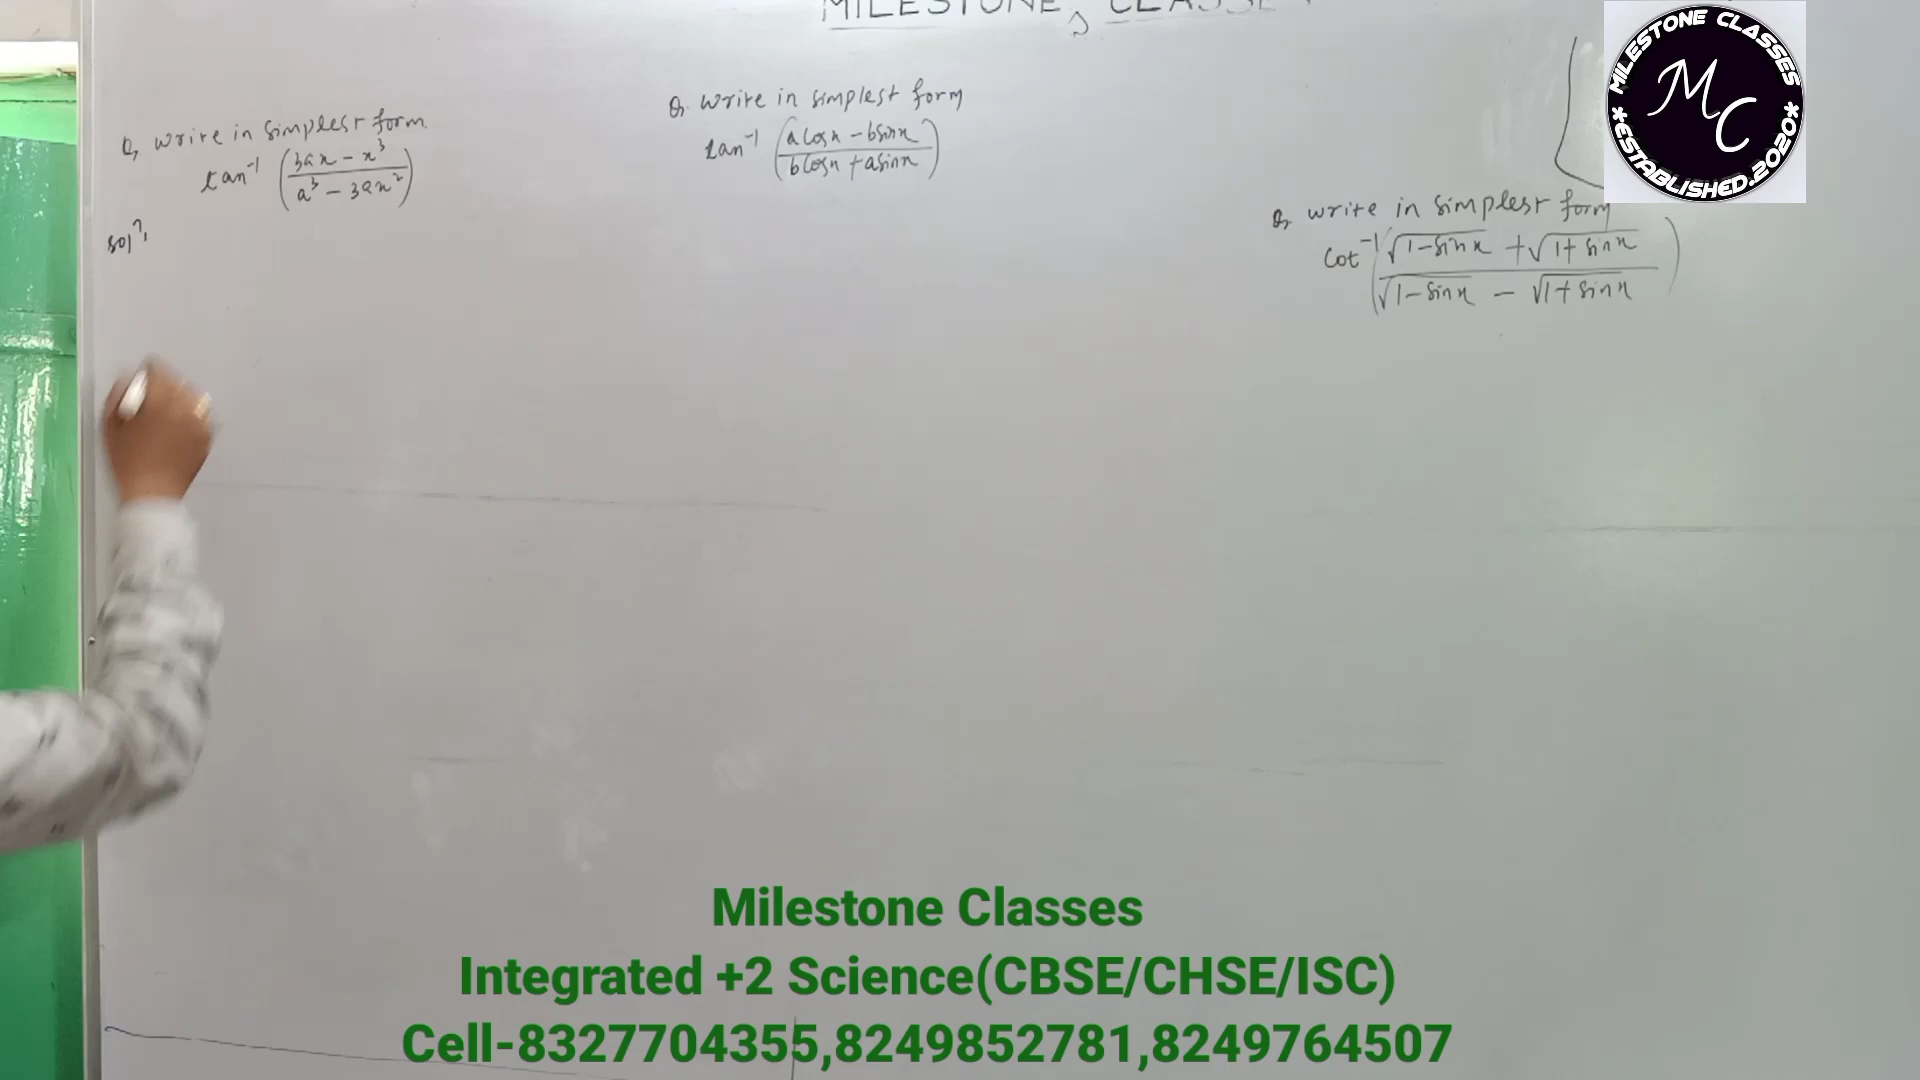 MILESTONE CLASSES
Q. write in simplest form
tan⁻¹ (3ax - x³ / a³ - 3ax²)
solⁿ.
Q. write in simplest form
tan⁻¹ (a cosx - b sinx / b cosx + a sinx)
Q. write in simplest form
cot⁻¹ (√1-sinx + √1+sinx / √1-sinx - √1+sinx)
MILESTONE CLASSES
MC
*ESTABLISHED.2020*
Milestone Classes
Integrated +2 Science(CBSE/CHSE/ISC)
Cell-8327704355,8249852781,8249764507